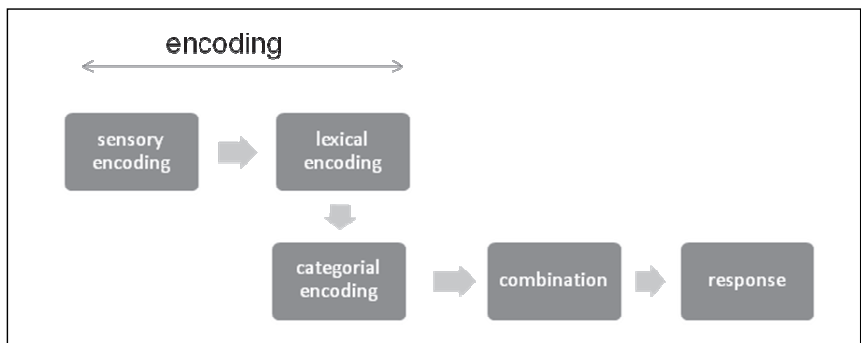 encoding
sensory
encoding
lexical
encoding
categorial
encoding
combination
response